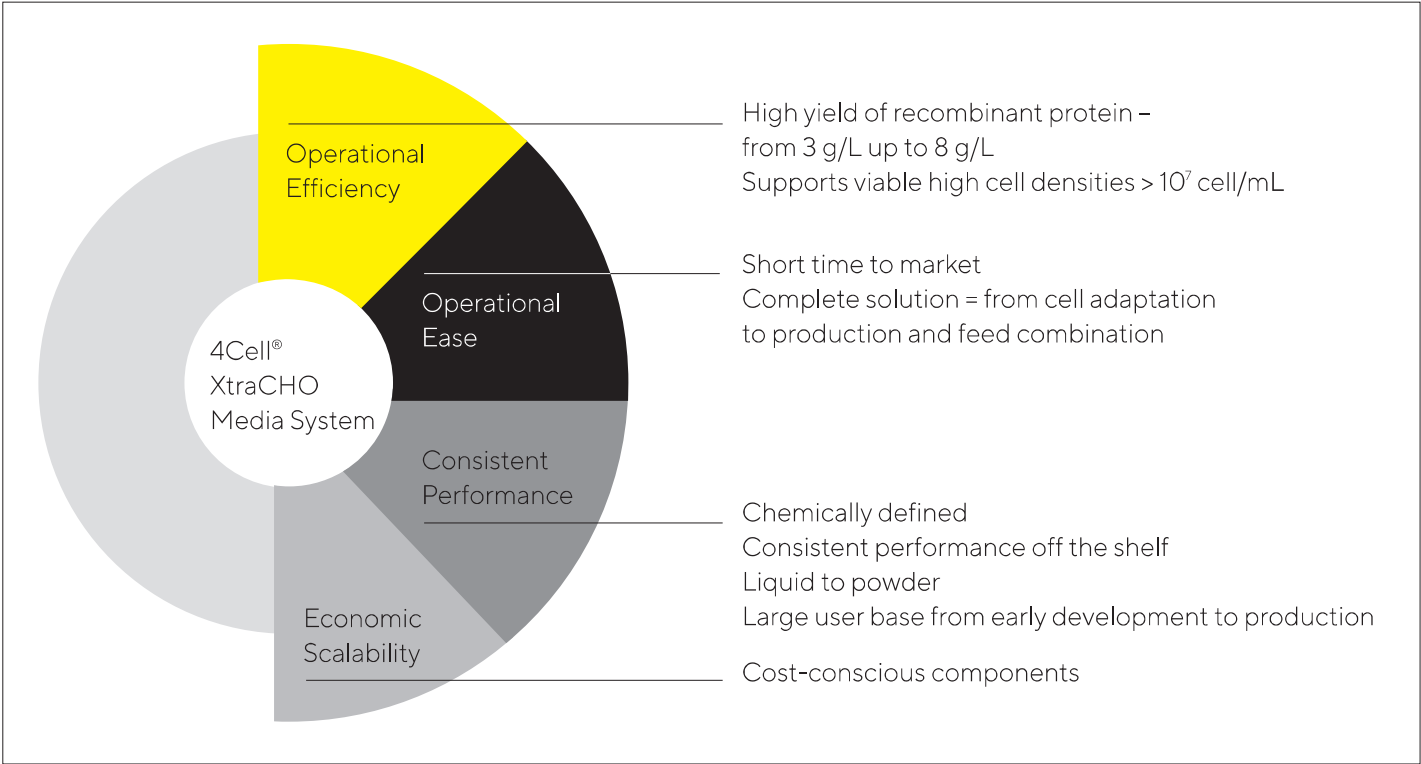 4Cell®
XtraCHO
Media System
Operational
Efficiency
High yield of recombinant protein –
from 3 g/L up to 8 g/L
Supports viable high cell densities > 10⁷ cell/mL
Operational
Ease
Short time to market
Complete solution = from cell adaptation
to production and feed combination
Consistent
Performance
Chemically defined
Consistent performance off the shelf
Liquid to powder
Large user base from early development to production
Economic
Scalability
Cost-conscious components